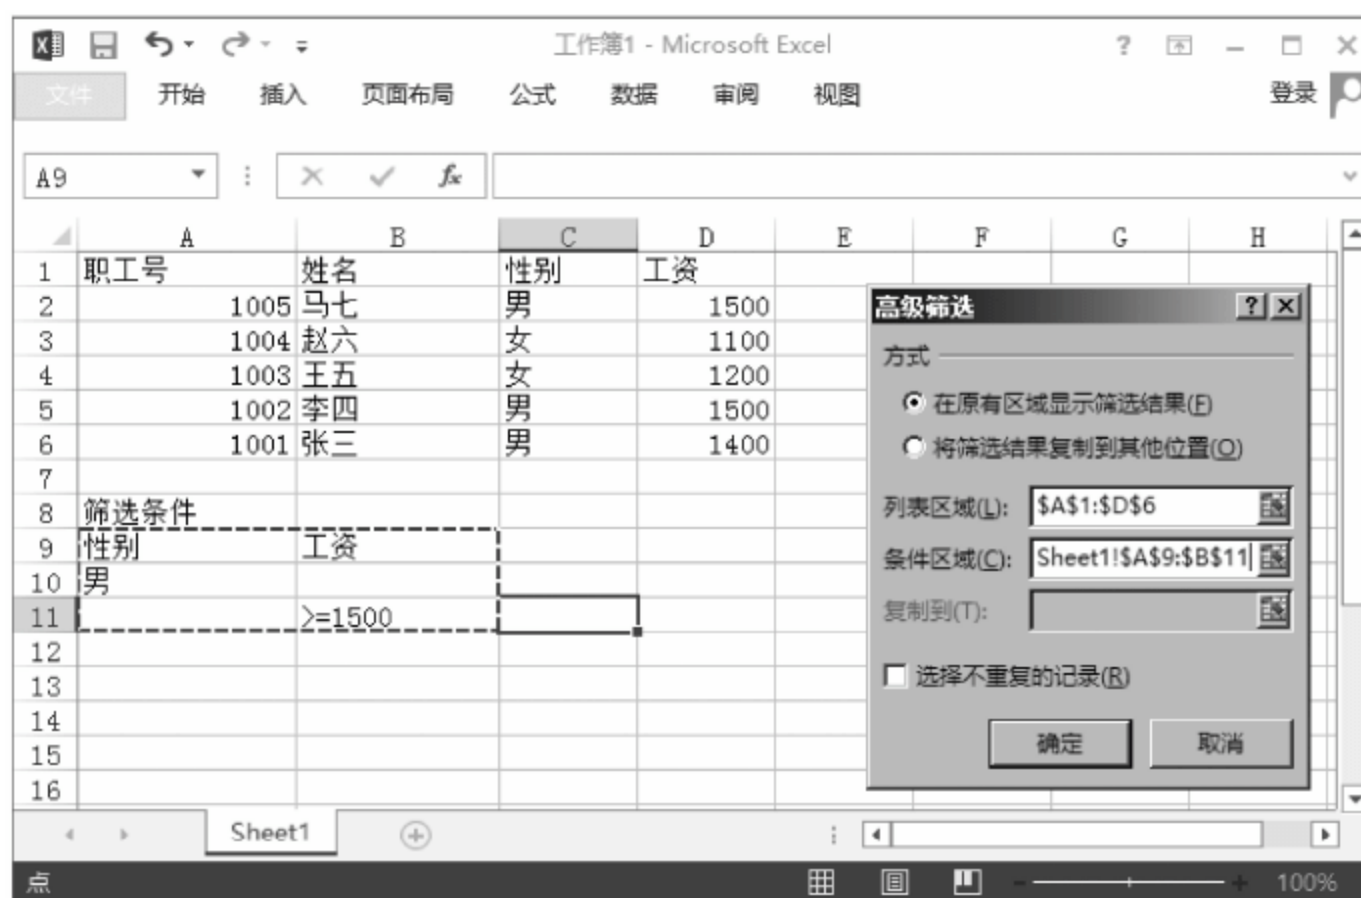 工作簿1 - Microsoft Excel ?
文件 开始 插入 页面布局 公式 数据 审阅 视图 登录
A9 fx
A B C D E F G H
1 职工号 姓名 性别 工资
2 1005 马七 男 1500
3 1004 赵六 女 1100
4 1003 王五 女 1200
5 1002 李四 男 1500
6 1001 张三 男 1400
7
8 筛选条件
9 性别 工资
10 男
11 >=1500
12
13
14
15
16
高级筛选 ?
方式
在原有区域显示筛选结果(F)
将筛选结果复制到其他位置(O)
列表区域(L): $A$1:$D$6
条件区域(C): Sheet1!$A$9:$B$11
复制到(T):
选择不重复的记录(R)
确定 取消
Sheet1
点 100%